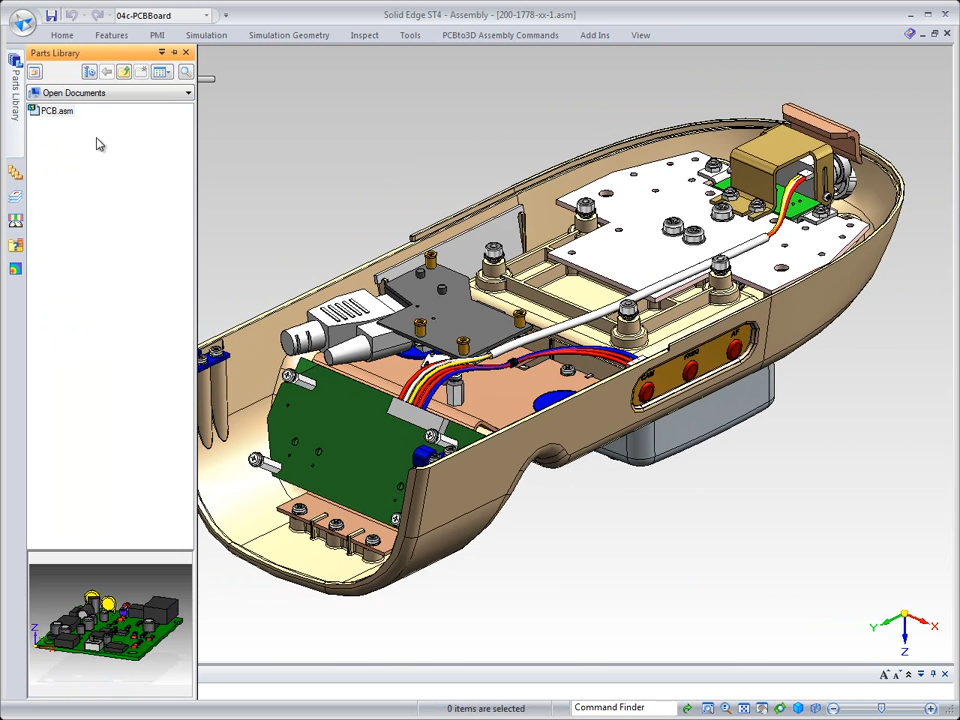 04c-PCBBoard
Solid Edge ST4 - Assembly - [200-1778-xx-1.asm]
Home Features PMI Simulation Simulation Geometry Inspect Tools PCBto3D Assembly Commands Add Ins View
Parts Library
Parts Library
Open Documents
PCB.asm
Z
Y X
Z
0 items are selected Command Finder